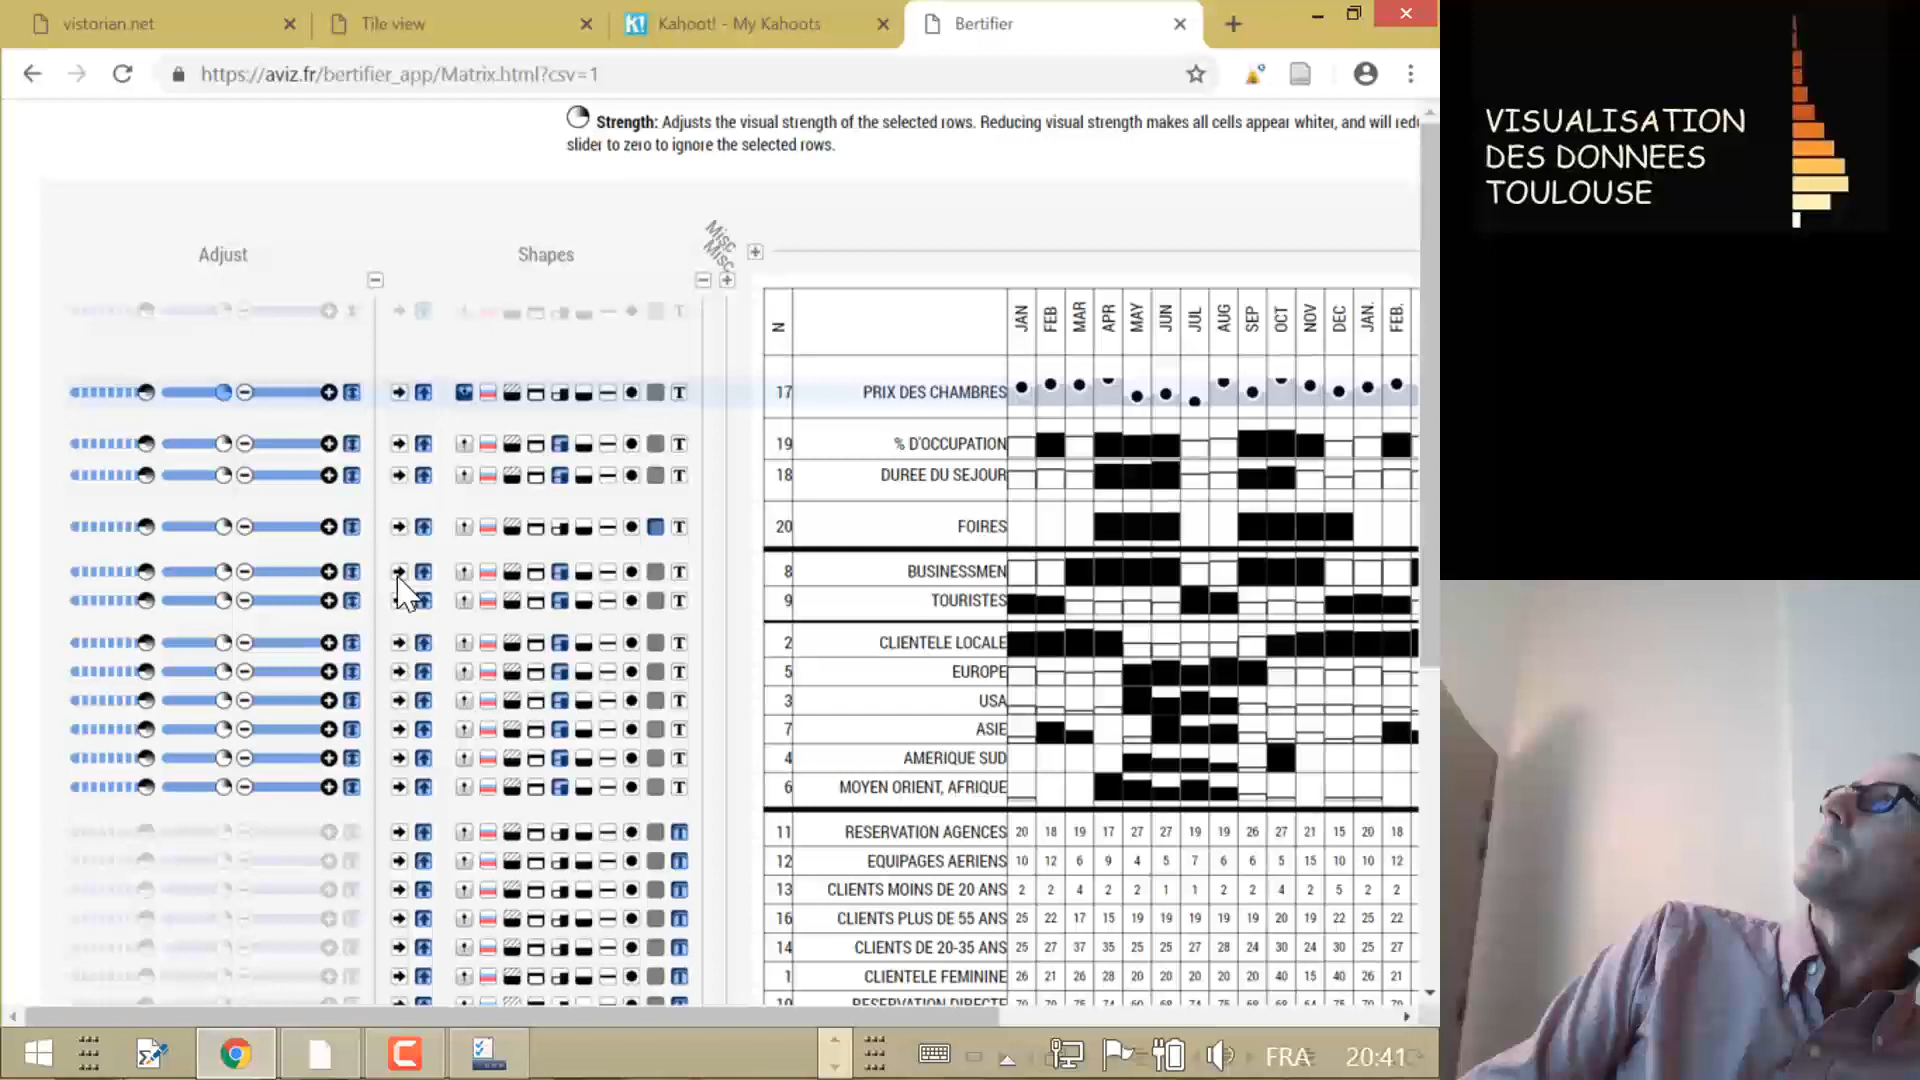 vistorian.net
Tile view
K! Kahoot! - My Kahoots
Bertifier
https://aviz.fr/bertifier_app/Matrix.html?csv=1
Strength: Adjusts the visual strength of the selected rows. Reducing visual strength makes all cells appear whiter, and will redu
slider to zero to ignore the selected rows.
VISUALISATION
DES DONNEES
TOULOUSE
Adjust
Shapes
Misc
Misc
N JAN FEB MAR APR MAY JUN JUL AUG SEP OCT NOV DEC JAN. FEB.
17 PRIX DES CHAMBRES
19 % D'OCCUPATION
18 DUREE DU SEJOUR
20 FOIRES
8 BUSINESSMEN
9 TOURISTES
2 CLIENTELE LOCALE
5 EUROPE
3 USA
7 ASIE
4 AMERIQUE SUD
6 MOYEN ORIENT, AFRIQUE
11 RESERVATION AGENCES 20 18 19 17 27 27 19 19 26 27 21 15 20 18
12 EQUIPAGES AERIENS 10 12 6 9 4 5 7 6 6 5 15 10 10 12
13 CLIENTS MOINS DE 20 ANS 2 2 4 2 2 1 1 2 2 4 2 5 2 2
16 CLIENTS PLUS DE 55 ANS 25 22 17 15 19 19 19 19 19 20 19 22 25 22
14 CLIENTS DE 20-35 ANS 25 27 37 35 25 25 27 28 24 30 24 30 25 27
1 CLIENTELE FEMININE 26 21 26 28 20 20 20 20 20 40 15 40 26 21
10 RESERVATION DIRECTE
FRA 20:41